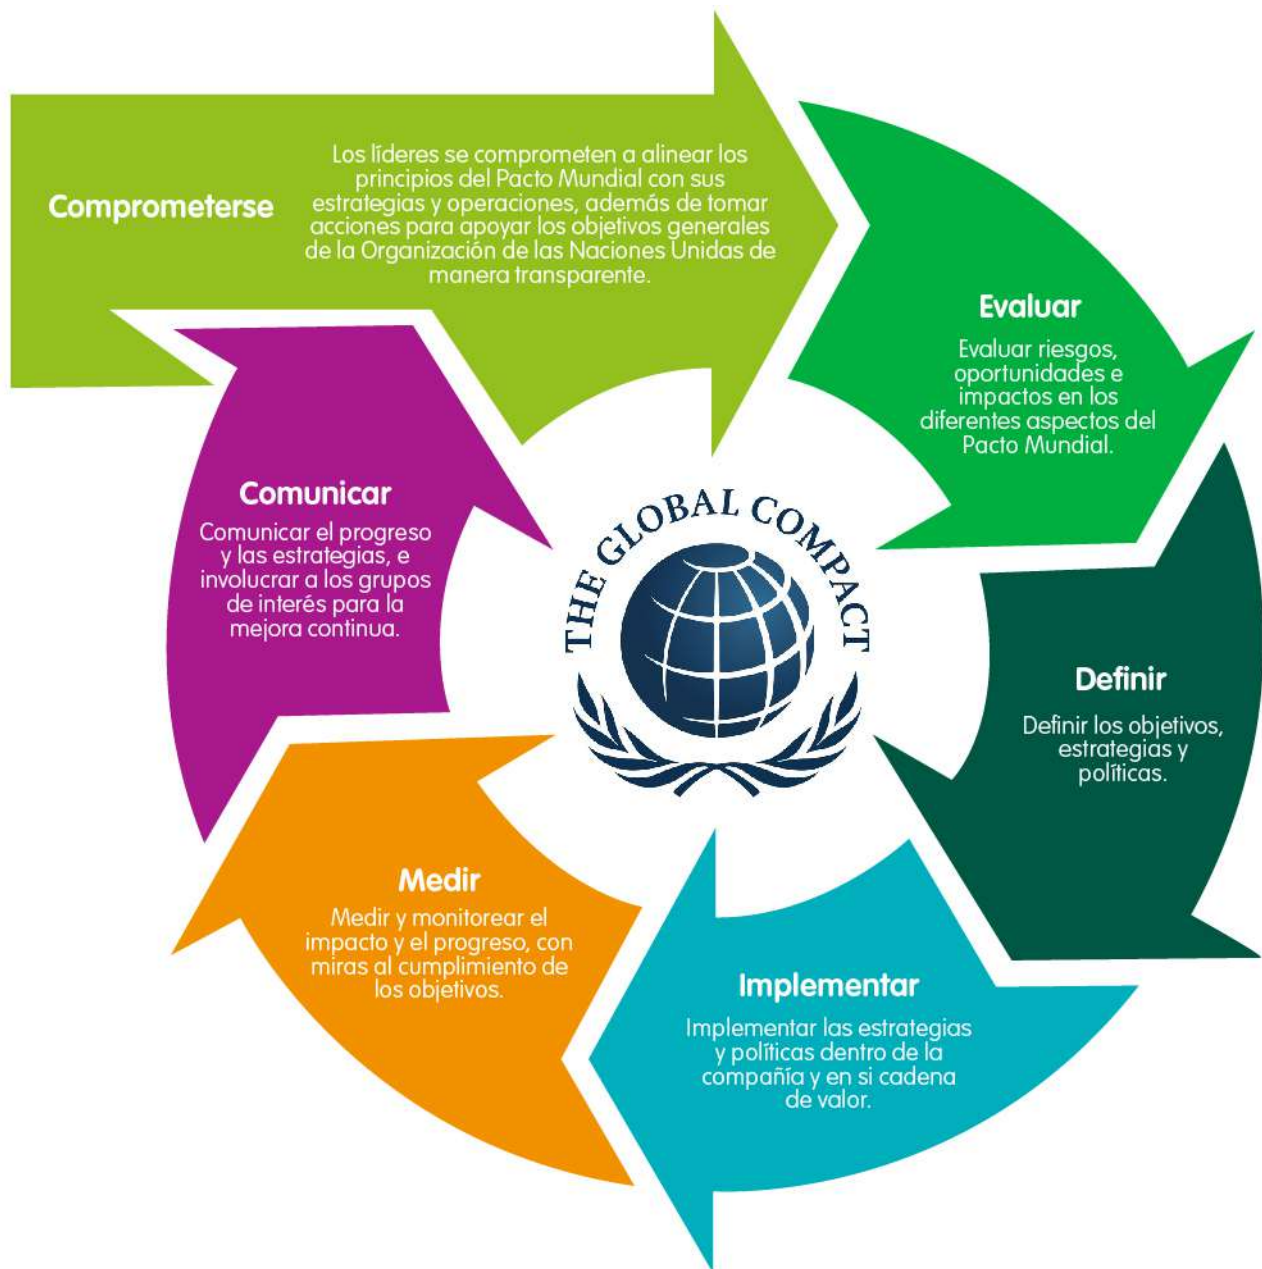 Comprometerse
Los líderes se comprometen a alinear los
principios del Pacto Mundial con sus
estrategias y operaciones, además de tomar
acciones para apoyar los objetivos generales
de la Organización de las Naciones Unidas de
manera transparente.
Evaluar
Evaluar riesgos,
oportunidades e
impactos en los
diferentes aspectos del
Pacto Mundial.
Definir
Definir los objetivos,
estrategias y
políticas.
Implementar
Implementar las estrategias
y políticas dentro de la
compañía y en si cadena
de valor.
Medir
Medir y monitorear el
impacto y el progreso, con
miras al cumplimiento de
los objetivos.
Comunicar
Comunicar el progreso
y las estrategias, e
involucrar a los grupos
de interés para la
mejora continua.
THE GLOBAL COMPACT